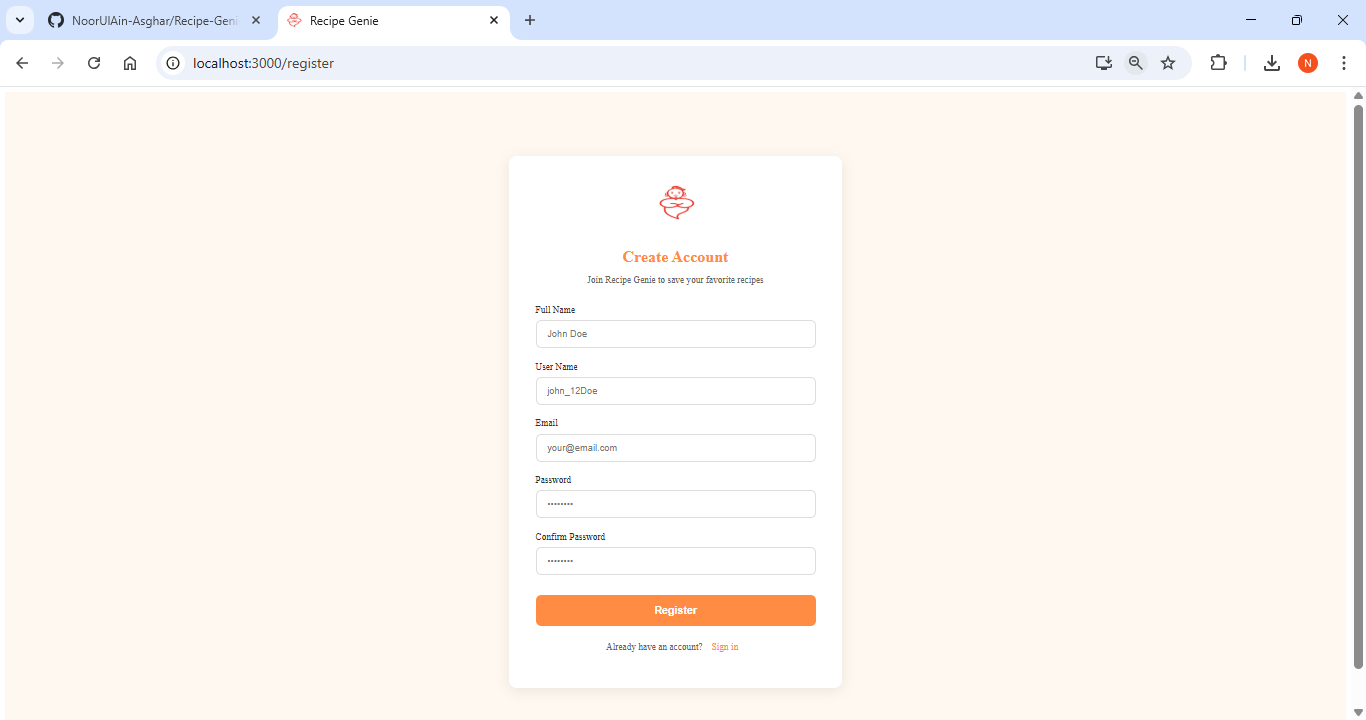 NoorUlAin-Asghar/Recipe-Geni
Recipe Genie
localhost:3000/register
N
Create Account
Join Recipe Genie to save your favorite recipes
Full Name
John Doe
User Name
john_12Doe
Email
your@email.com
Password
••••••••
Confirm Password
••••••••
Register
Already have an account? Sign in